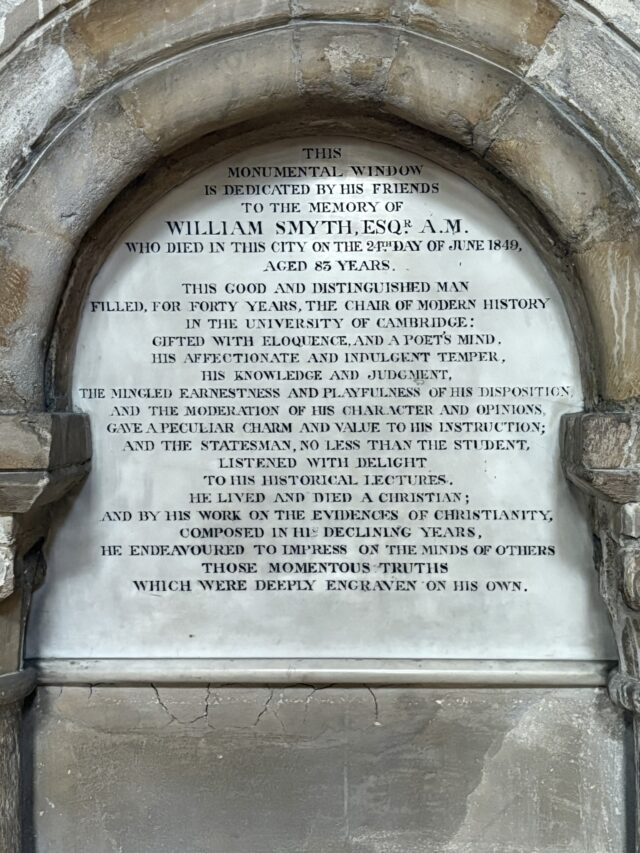 THIS
MONUMENTAL WINDOW
IS DEDICATED BY HIS FRIENDS
TO THE MEMORY OF
WILLIAM SMYTH, ESQR. A.M.
WHO DIED IN THIS CITY ON THE 24TH DAY OF JUNE 1849,
AGED 83 YEARS.
THIS GOOD AND DISTINGUISHED MAN
FILLED, FOR FORTY YEARS, THE CHAIR OF MODERN HISTORY
IN THE UNIVERSITY OF CAMBRIDGE:
GIFTED WITH ELOQUENCE, AND A POET'S MIND.
HIS AFFECTIONATE AND INDULGENT TEMPER,
HIS KNOWLEDGE AND JUDGMENT,
THE MINGLED EARNESTNESS AND PLAYFULNESS OF HIS DISPOSITION,
AND THE MODERATION OF HIS CHARACTER AND OPINIONS,
GAVE A PECULIAR CHARM AND VALUE TO HIS INSTRUCTION;
AND THE STATESMAN, NO LESS THAN THE STUDENT,
LISTENED WITH DELIGHT
TO HIS HISTORICAL LECTURES.
HE LIVED AND DIED A CHRISTIAN;
AND BY HIS WORK ON THE EVIDENCES OF CHRISTIANITY,
COMPOSED IN HIS DECLINING YEARS,
HE ENDEAVOURED TO IMPRESS ON THE MINDS OF OTHERS
THOSE MOMENTOUS TRUTHS
WHICH WERE DEEPLY ENGRAVEN ON HIS OWN.